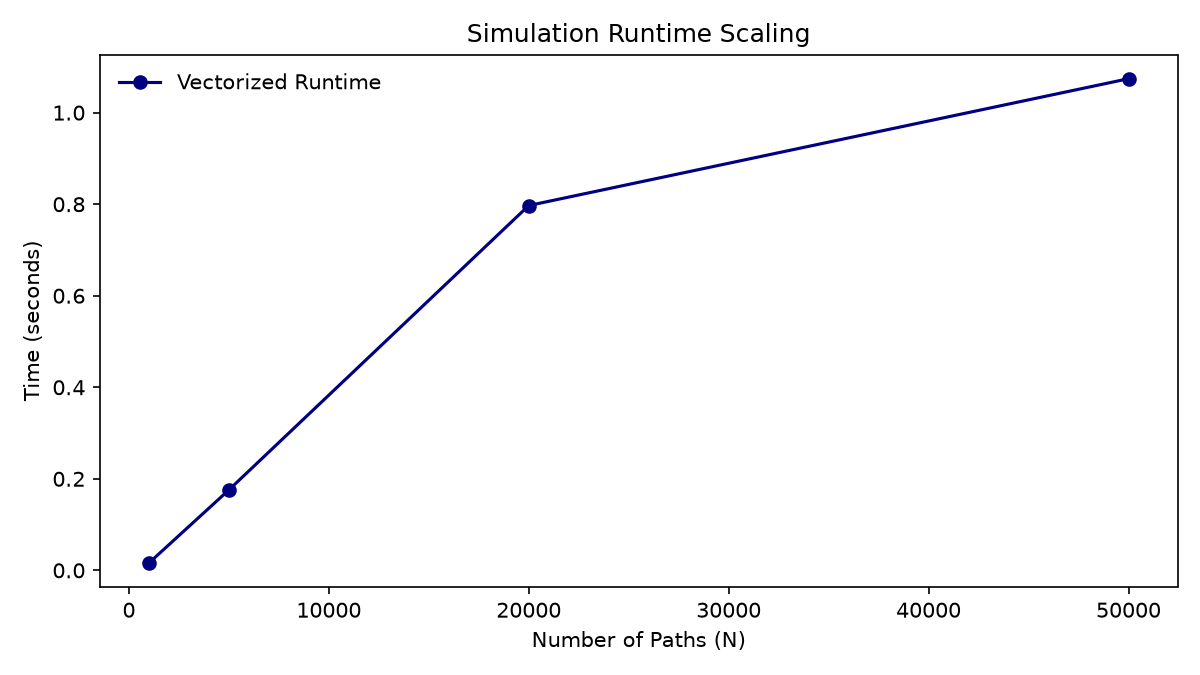 Simulation Runtime Scaling
Vectorized Runtime
Time (seconds)
1.0
0.8
0.6
0.4
0.2
0.0
0 10000 20000 30000 40000 50000
Number of Paths (N)